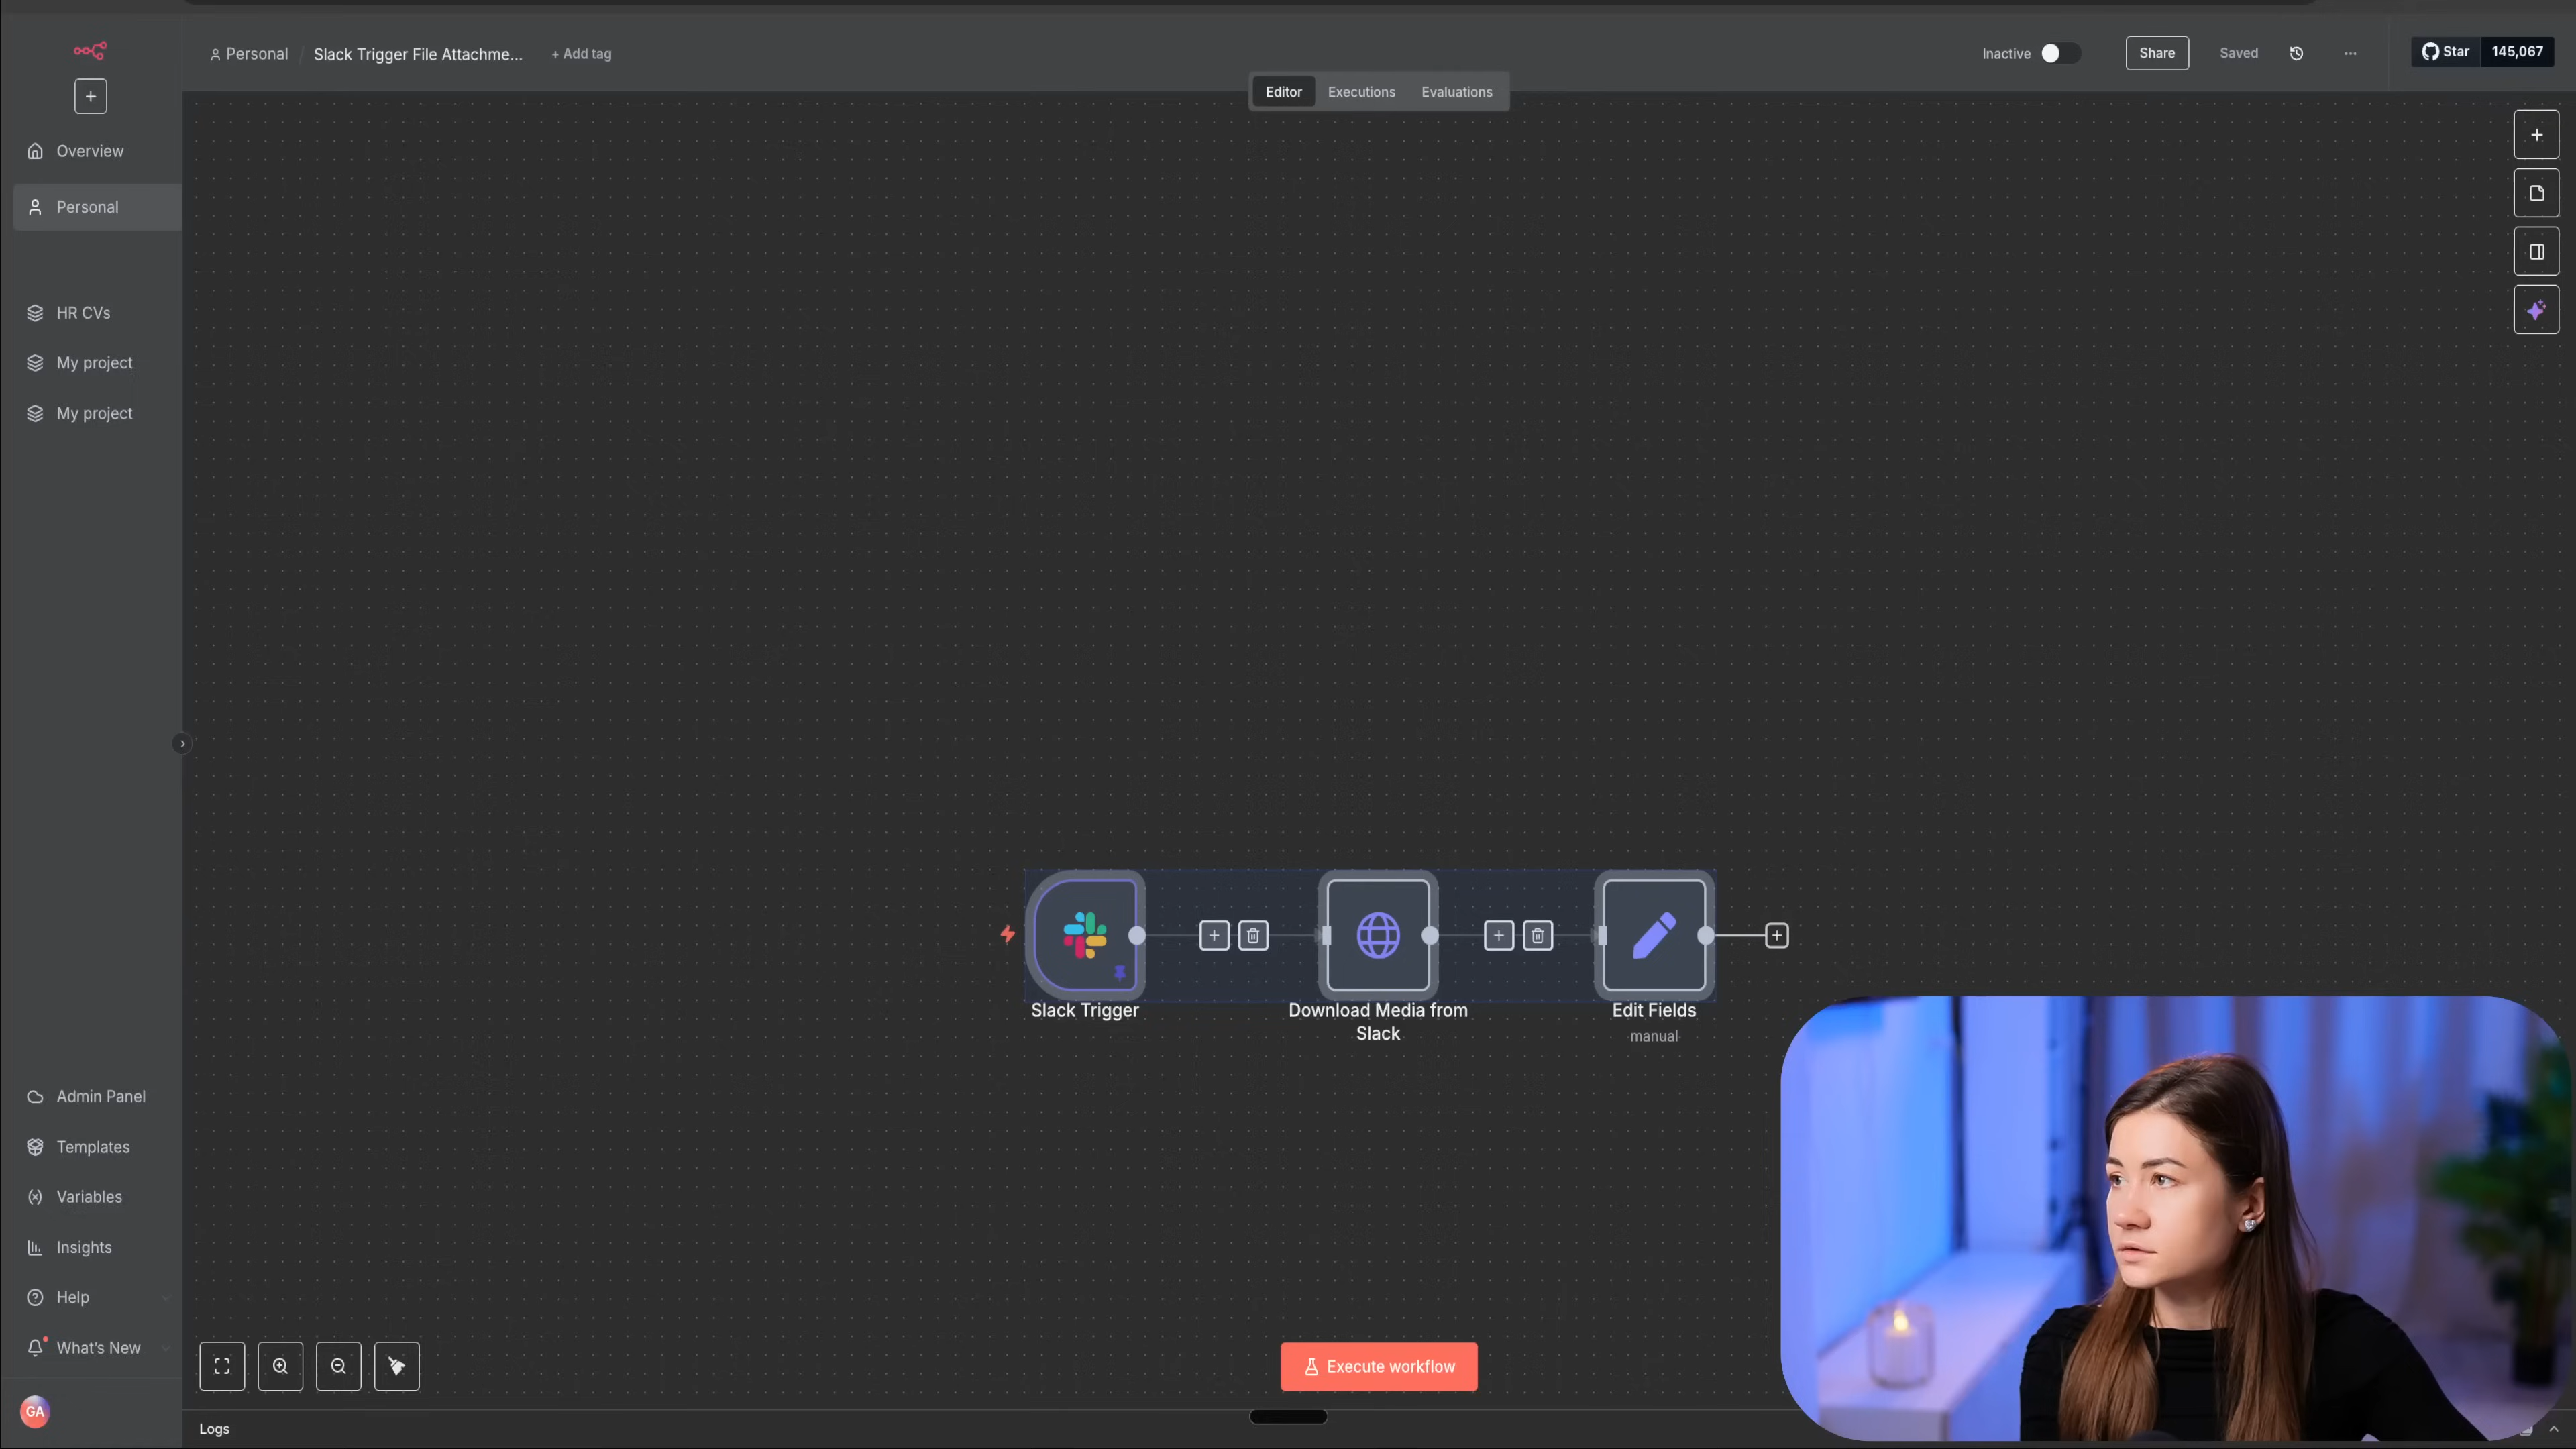 Personal / Slack Trigger File Attachme... + Add tag
Inactive
Share
Saved
Star 145,067
Editor
Executions
Evaluations
Overview
Personal
HR CVs
My project
My project
Slack Trigger
Download Media from
Slack
Edit Fields
manual
Admin Panel
Templates
Variables
Insights
Help
What's New
GA
Execute workflow
Logs